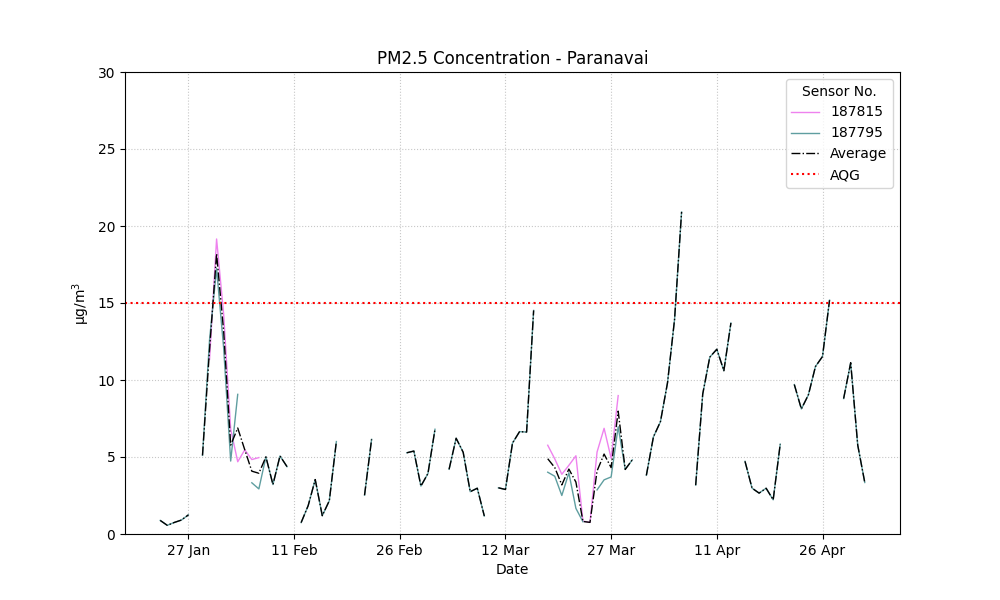 PM2.5 Concentration - Paranavai
30
25
20
15
10
5
0
µg/m³
Sensor No.
187815
187795
Average
AQG
27 Jan
11 Feb
26 Feb
12 Mar
27 Mar
11 Apr
26 Apr
Date